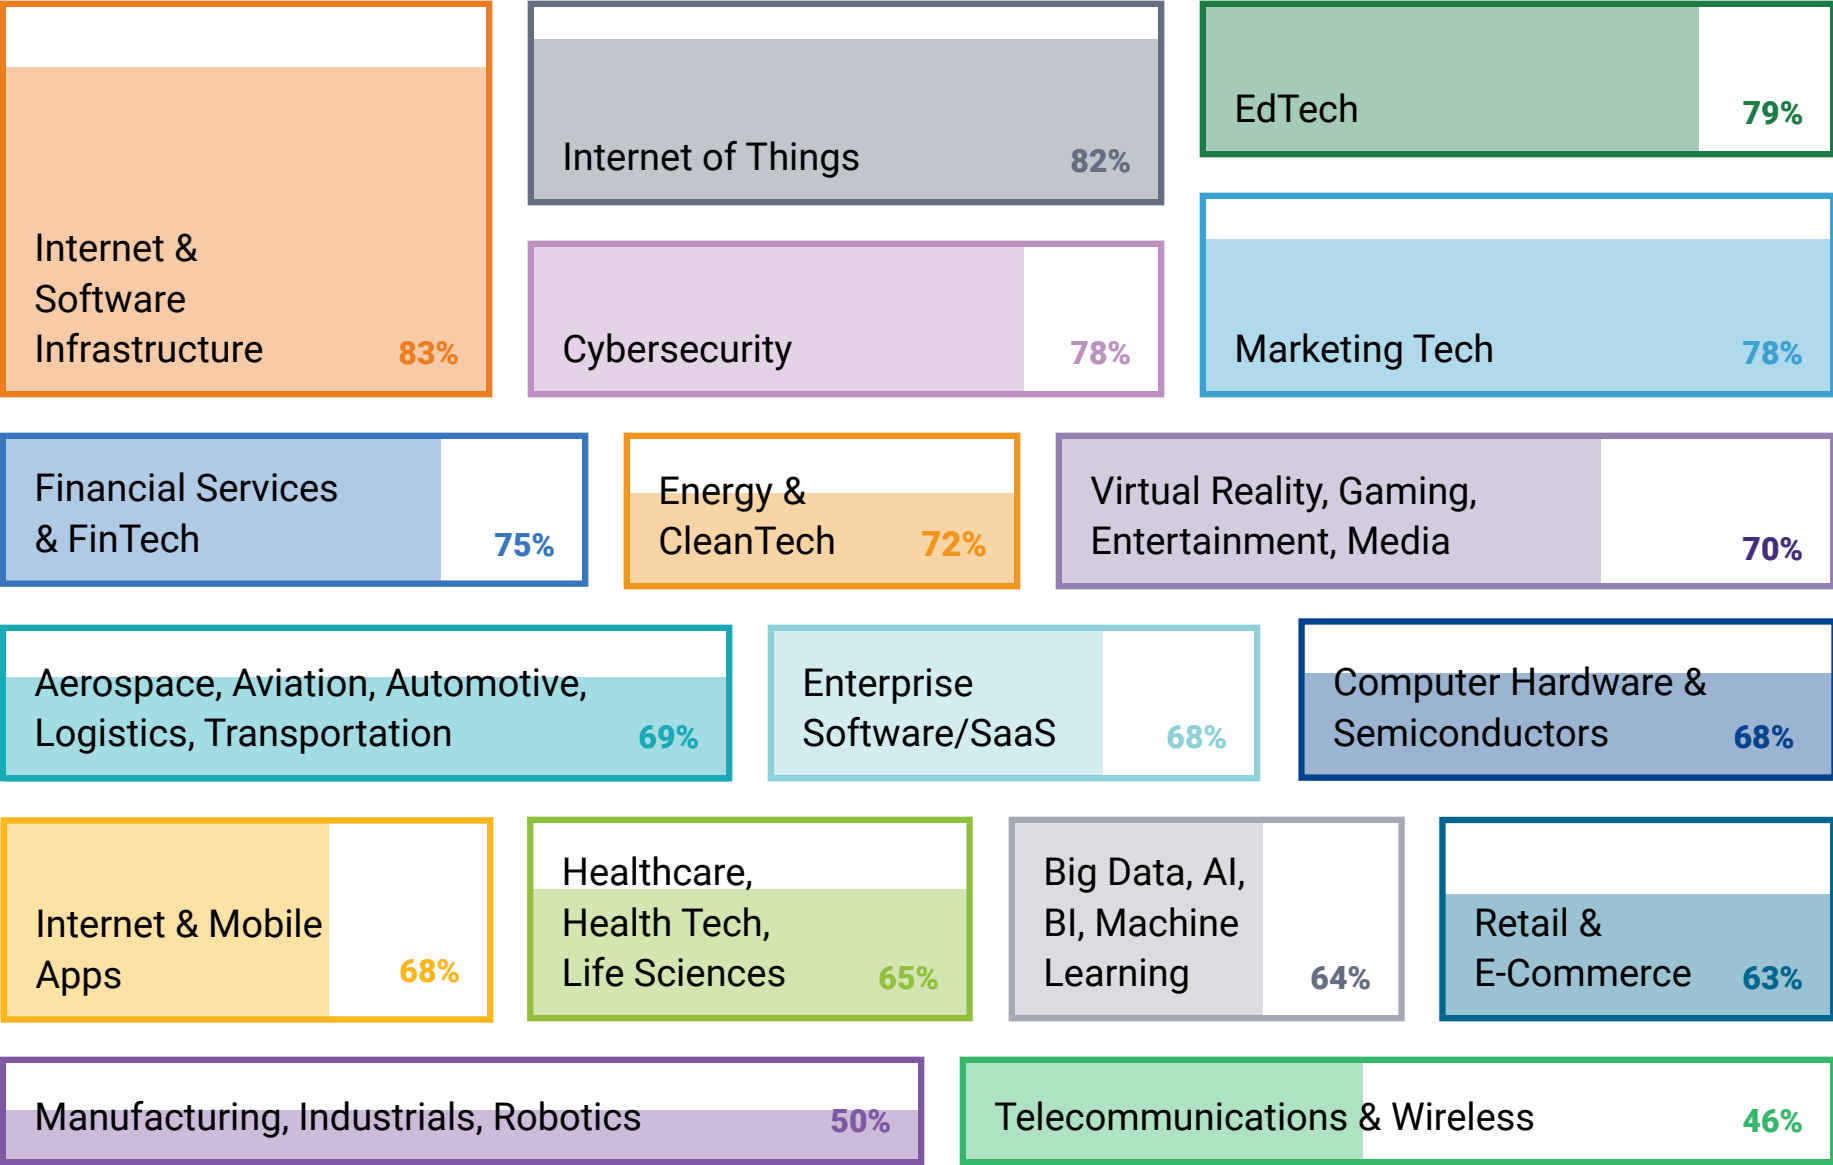 Internet &
Software
Infrastructure 83%
Internet of Things 82%
EdTech 79%
Cybersecurity 78%
Marketing Tech 78%
Financial Services
& FinTech 75%
Energy &
CleanTech 72%
Virtual Reality, Gaming,
Entertainment, Media 70%
Aerospace, Aviation, Automotive,
Logistics, Transportation 69%
Enterprise
Software/SaaS 68%
Computer Hardware &
Semiconductors 68%
Internet & Mobile
Apps 68%
Healthcare,
Health Tech,
Life Sciences 65%
Big Data, AI,
BI, Machine
Learning 64%
Retail &
E-Commerce 63%
Manufacturing, Industrials, Robotics 50%
Telecommunications & Wireless 46%